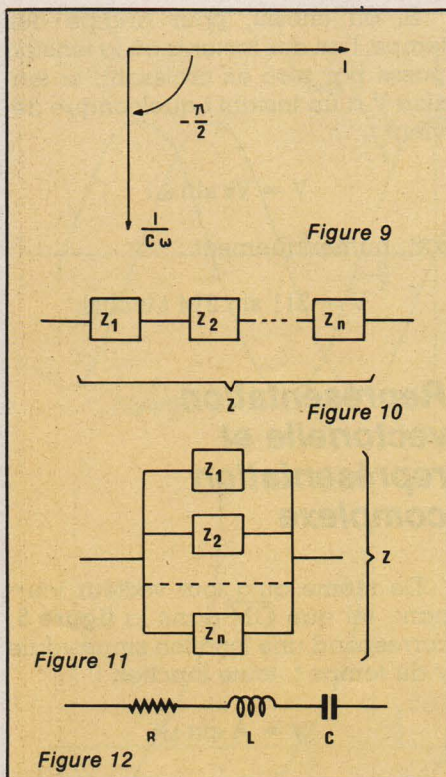 I
- π/2
1/Cω
Figure 9
Z1 Z2 Zn
Z
Figure 10
Z1
Z2
Z
Zn
Figure 11
R L C
Figure 12